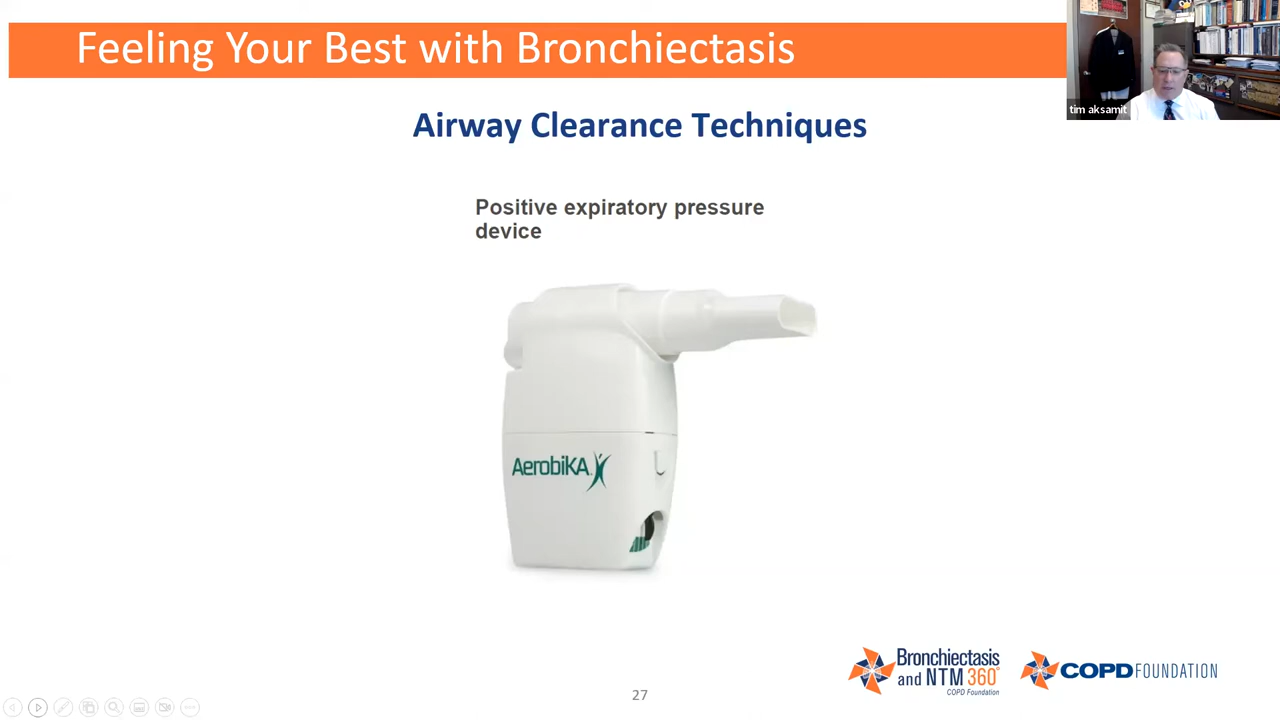 Feeling Your Best with Bronchiectasis
tim aksamit
Airway Clearance Techniques
Positive expiratory pressure
device
AerobiKA
Bronchiectasis
and NTM 360°
COPD Foundation
COPD FOUNDATION
27